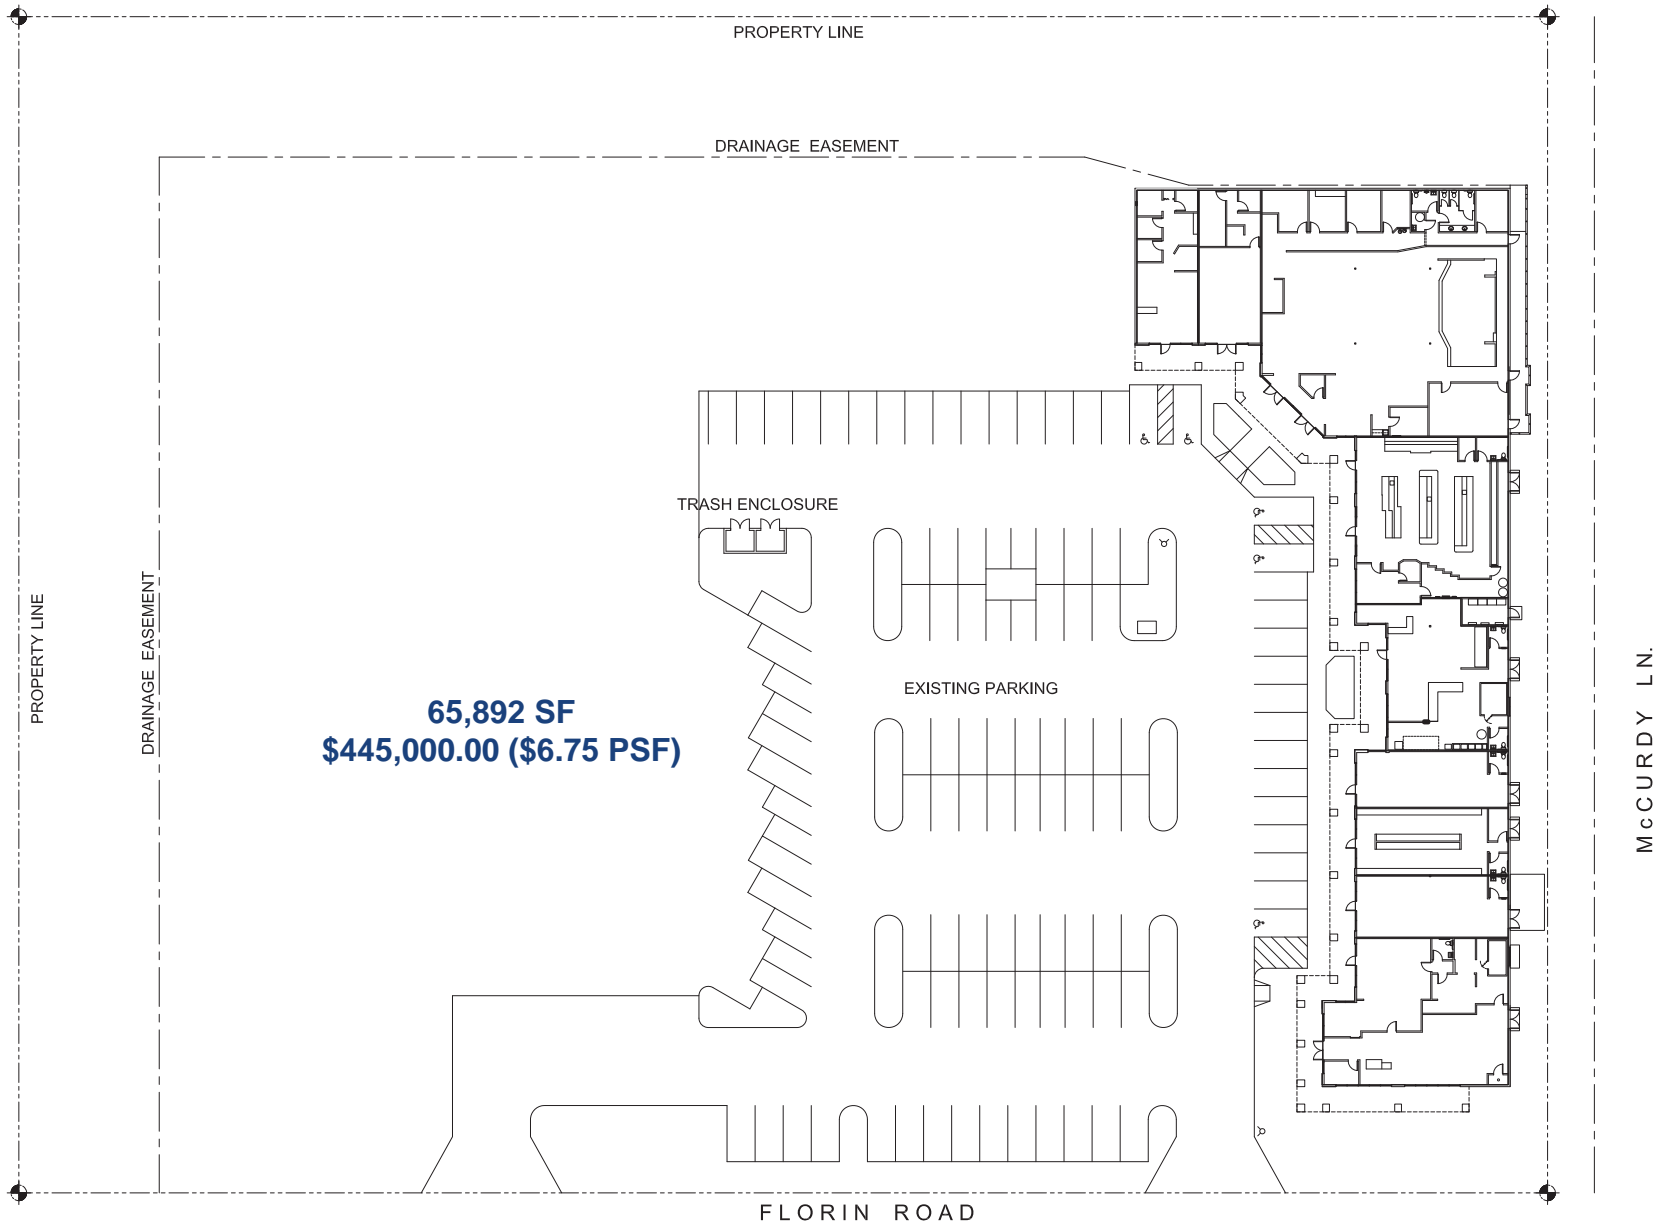 PROPERTY LINE
DRAINAGE EASEMENT
TRASH ENCLOSURE
PROPERTY LINE
DRAINAGE EASEMENT
EXISTING PARKING
65,892 SF
$445,000.00 ($6.75 PSF)
McCURDY LN.
FLORIN ROAD